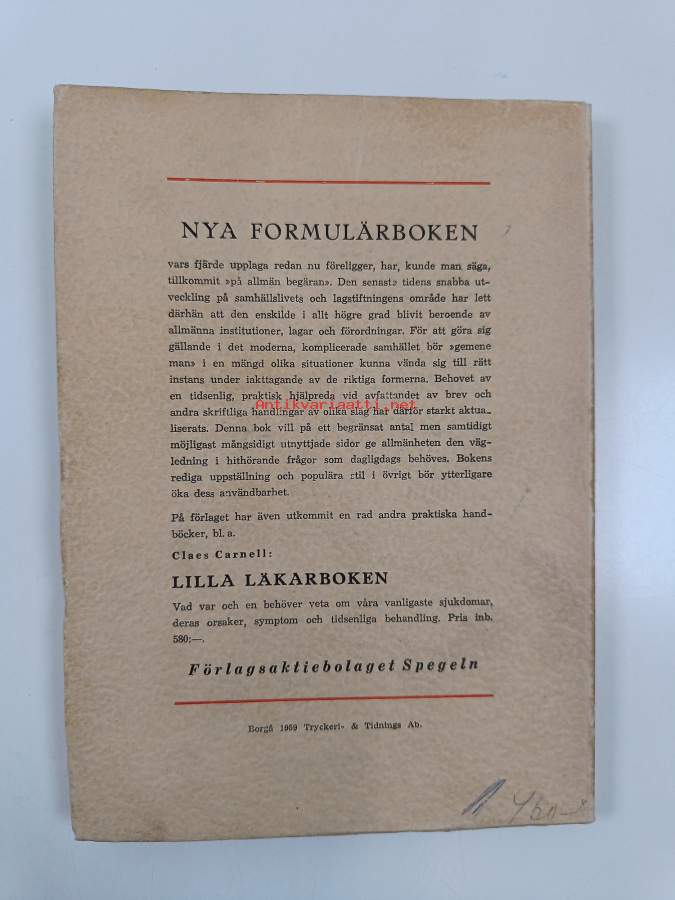 NYA FORMULÄRBOKEN
vars fjärde upplaga redan nu föreligger, har, kunde man säga,
tillkommit »på allmän begäran». Den senaste tidens snabba ut-
veckling på samhällslivets och lagstiftningens område har lett
därhän att den enskilde i allt högre grad blivit beroende av
allmänna institutioner, lagar och förordningar. För att göra sig
gällande i det moderna, komplicerade samhället bör »gemene
man» i en mängd olika situationer kunna vända sig till rätt
instans under iakttagande av de riktiga formerna. Behovet av
en tidsenlig, praktisk hjälpreda vid avfattandet av brev och
Antikvariaatti.net
andra skriftliga handlingar av olika slag har därför starkt aktua-
liserats. Denna bok vill på ett begränsat antal men samtidigt
möjligast mångsidigt utnyttjade sidor ge allmänheten den väg-
ledning i hithörande frågor som dagligdags behöves. Bokens
rediga uppställning och populära stil i övrigt bör ytterligare
öka dess användbarhet.
På förlaget har även utkommit en rad andra praktiska hand-
böcker, bl. a.
Claes Carnell:
LILLA LÄKARBOKEN
Vad var och en behöver veta om våra vanligaste sjukdomar,
deras orsaker, symptom och tidsenliga behandling. Pris inb.
580:—.
Förlagsaktiebolaget Spegeln
Borgå 1959 Tryckeri- & Tidnings Ab.